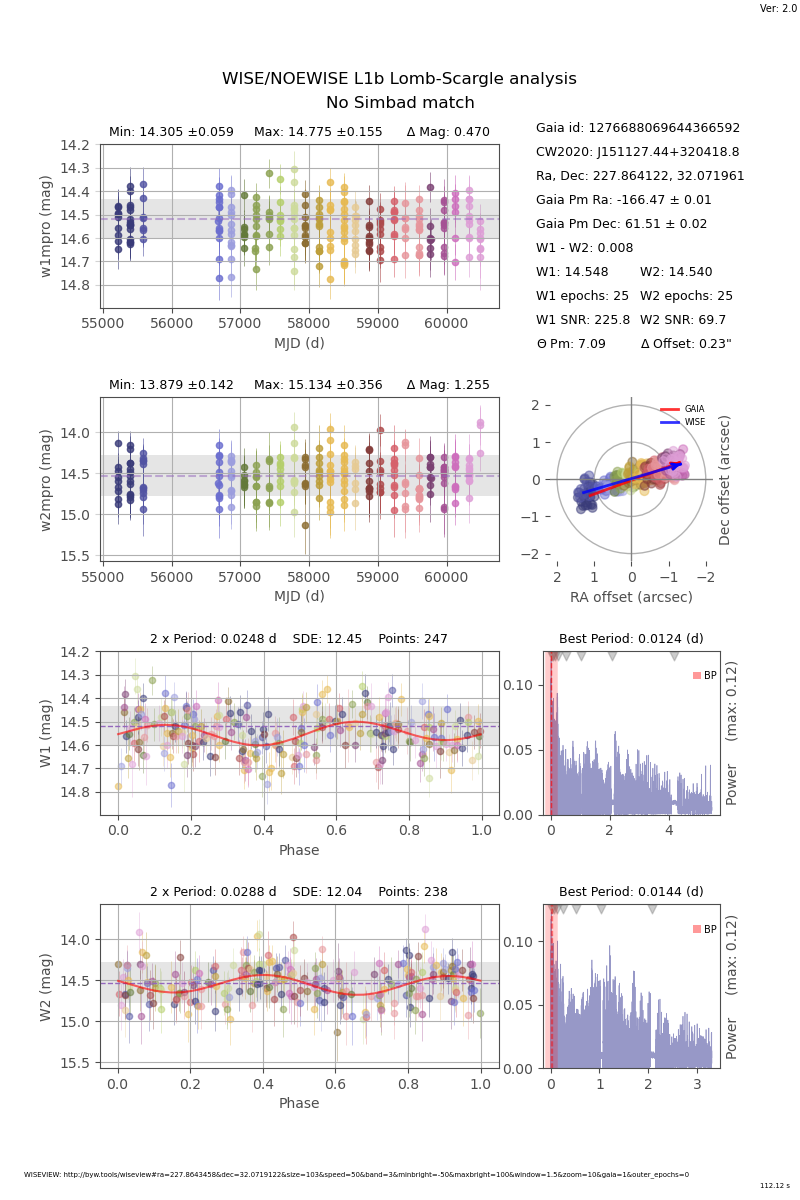 Ver: 2.0
WISE/NOEWISE L1b Lomb-Scargle analysis
No Simbad match
Min: 14.305 ±0.059 Max: 14.775 ±0.155 Δ Mag: 0.470
14.2
14.3
14.4
14.5
14.6
14.7
14.8
w1mpro (mag)
55000 56000 57000 58000 59000 60000
MJD (d)
Gaia id: 1276688069644366592
CW2020: J151127.44+320418.8
Ra, Dec: 227.864122, 32.071961
Gaia Pm Ra: -166.47 ± 0.01
Gaia Pm Dec: 61.51 ± 0.02
W1 - W2: 0.008
W1: 14.548 W2: 14.540
W1 epochs: 25 W2 epochs: 25
W1 SNR: 225.8 W2 SNR: 69.7
Θ Pm: 7.09 Δ Offset: 0.23"
Min: 13.879 ±0.142 Max: 15.134 ±0.356 Δ Mag: 1.255
14.0
14.5
15.0
15.5
w2mpro (mag)
55000 56000 57000 58000 59000 60000
MJD (d)
GAIA
WISE
2
1
0
−1
−2
2 1 0 −1 −2
RA offset (arcsec)
Dec offset (arcsec)
2 x Period: 0.0248 d SDE: 12.45 Points: 247
14.2
14.3
14.4
14.5
14.6
14.7
14.8
W1 (mag)
0.0 0.2 0.4 0.6 0.8 1.0
Phase
Best Period: 0.0124 (d)
BP
0.10
0.05
0.00
0 2 4
Power (max: 0.12)
2 x Period: 0.0288 d SDE: 12.04 Points: 238
14.0
14.5
15.0
15.5
W2 (mag)
0.0 0.2 0.4 0.6 0.8 1.0
Phase
Best Period: 0.0144 (d)
BP
0.10
0.05
0.00
0 1 2 3
Power (max: 0.12)
WISEVIEW: http://byw.tools/wiseview#ra=227.8643458&dec=32.0719122&size=103&speed=50&band=3&minbright=-50&maxbright=100&window=1.5&zoom=10&gaia=1&outer_epochs=0
112.12 s